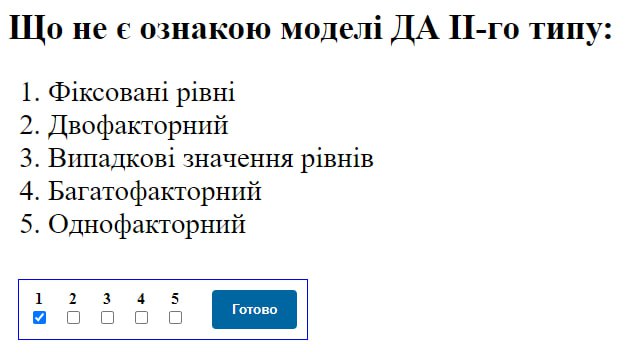 Що не є ознакою моделі ДА ІІ-го типу:
1. Фіксовані рівні
2. Двофакторний
3. Випадкові значення рівнів
4. Багатофакторний
5. Однофакторний
1 2 3 4 5
Готово